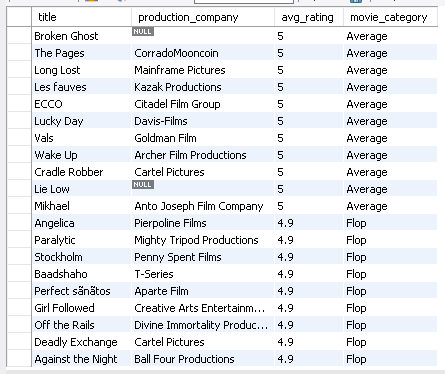 title production_company avg_rating movie_category
Broken Ghost NULL 5 Average
The Pages CorradoMooncoin 5 Average
Long Lost Mainframe Pictures 5 Average
Les fauves Kazak Productions 5 Average
ECCO Citadel Film Group 5 Average
Lucky Day Davis-Films 5 Average
Vals Goldman Film 5 Average
Wake Up Archer Film Productions 5 Average
Cradle Robber Cartel Pictures 5 Average
Lie Low NULL 5 Average
Mikhael Anto Joseph Film Company 5 Average
Angelica Pierpoline Films 4.9 Flop
Paralytic Mighty Tripod Productions 4.9 Flop
Stockholm Penny Spent Films 4.9 Flop
Baadshaho T-Series 4.9 Flop
Perfect sãnãtos Aparte Film 4.9 Flop
Girl Followed Creative Arts Entertainm... 4.9 Flop
Off the Rails Divine Immortality Produc... 4.9 Flop
Deadly Exchange Cartel Pictures 4.9 Flop
Against the Night Ball Four Productions 4.9 Flop